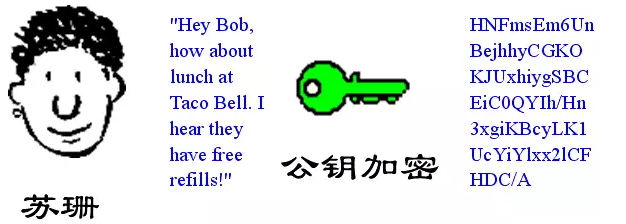 "Hey Bob,
how about
lunch at
Taco Bell. I
hear they
have free
refills!"
公钥加密
HNFmsEm6Un
BejhhyCGKO
KJUxhiygSBC
EiC0QYIh/Hn
3xgiKBcyLK1
UcYiYlxx2lCF
HDC/A
苏珊